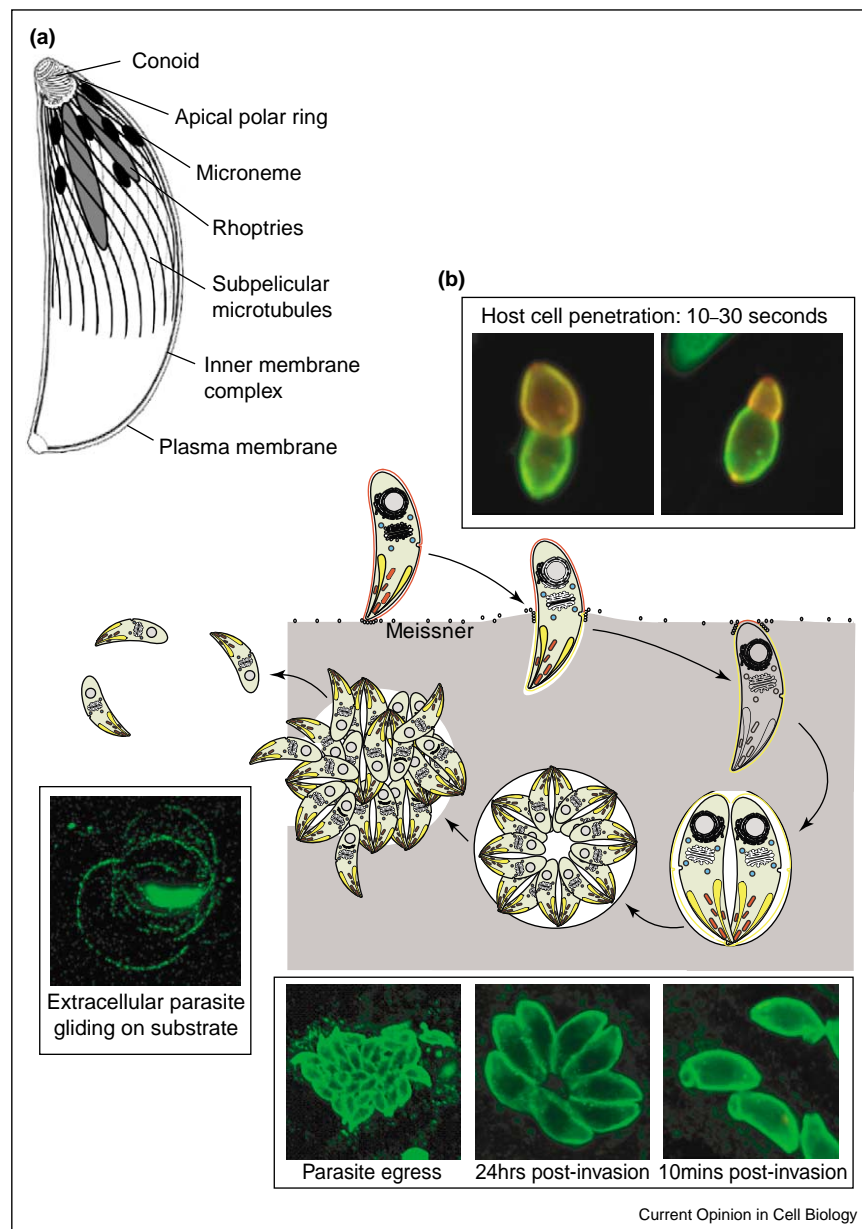 (a)
Conoid
Apical polar ring
Microneme
Rhoptries
Subpelicular
microtubules
Inner membrane
complex
Plasma membrane
(b)
Host cell penetration: 10–30 seconds
Meissner
Extracellular parasite
gliding on substrate
Parasite egress
24hrs post-invasion
10mins post-invasion
Current Opinion in Cell Biology